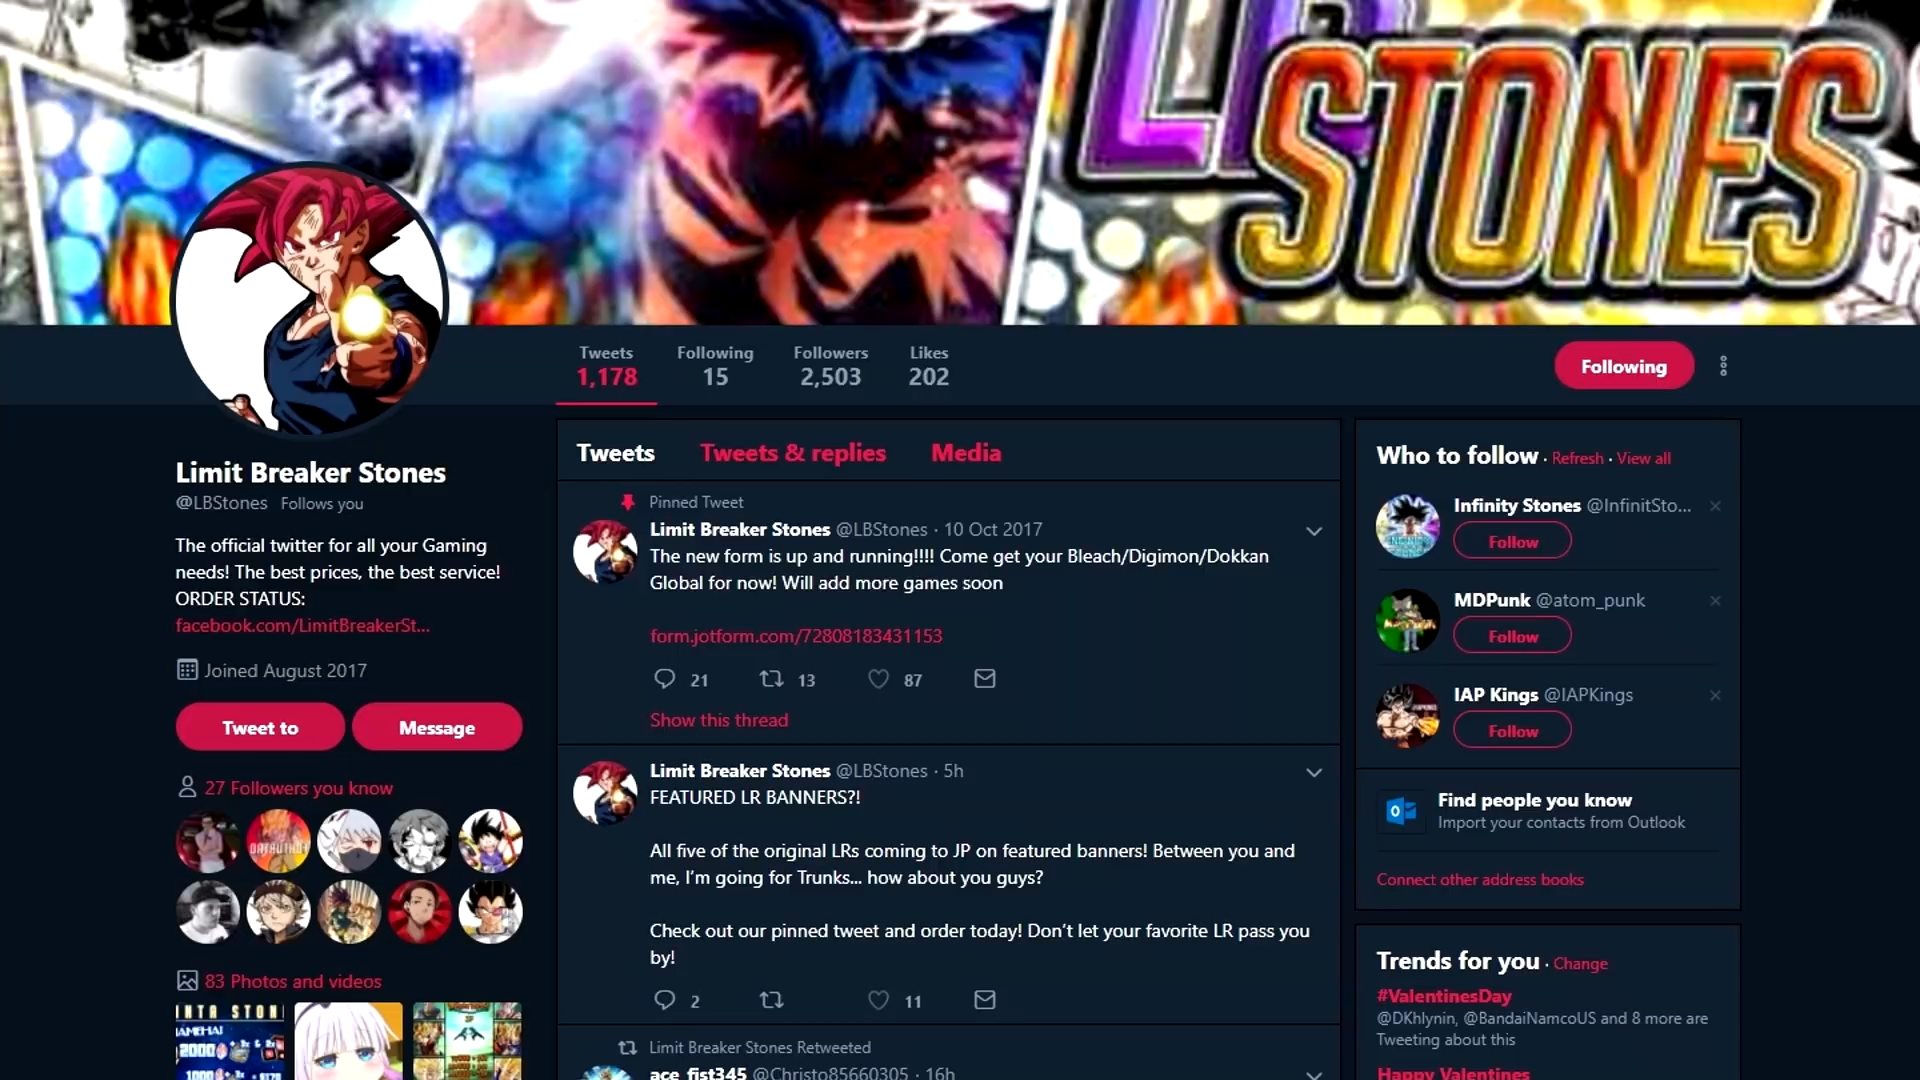 LR
STONES
Tweets
1,178
Following
15
Followers
2,503
Likes
202
Following
Limit Breaker Stones
@LBStones Follows you
The official twitter for all your Gaming
needs! The best prices, the best service!
ORDER STATUS:
facebook.com/LimitBreakerSt...
Joined August 2017
Tweet to
Message
27 Followers you know
83 Photos and videos
Tweets
Tweets & replies
Media
Pinned Tweet
Limit Breaker Stones @LBStones · 10 Oct 2017
The new form is up and running!!!! Come get your Bleach/Digimon/Dokkan
Global for now! Will add more games soon
form.jotform.com/72808183431153
21
13
87
Show this thread
Limit Breaker Stones @LBStones · 5h
FEATURED LR BANNERS?!
All five of the original LRs coming to JP on featured banners! Between you and
me, I'm going for Trunks... how about you guys?
Check out our pinned tweet and order today! Don't let your favorite LR pass you
by!
2
11
Limit Breaker Stones Retweeted
ace_fist345 @Christo85660305 · 16h
Who to follow · Refresh · View all
Infinity Stones @InfinitSto...
Follow
MDPunk @atom_punk
Follow
IAP Kings @IAPKings
Follow
Find people you know
Import your contacts from Outlook
Connect other address books
Trends for you · Change
#ValentinesDay
@DKhlynin, @BandaiNamcoUS and 8 more are
Tweeting about this
Happy Valentines